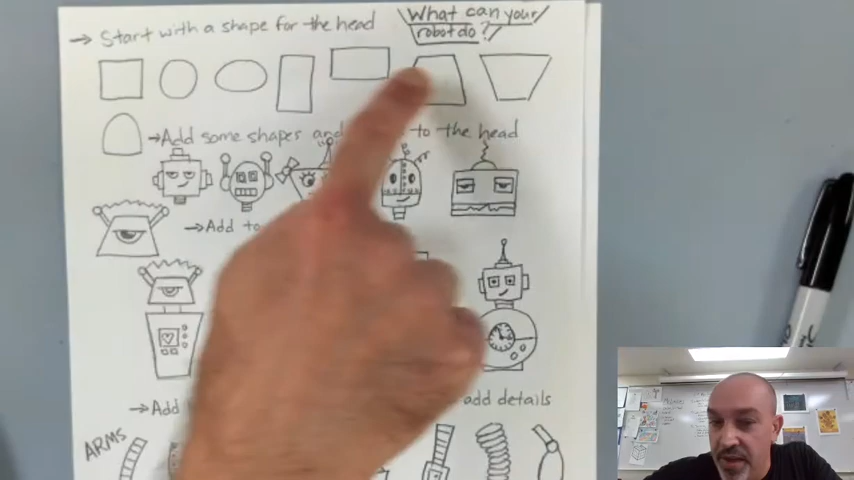 → Start with a shape for the head
What can your
robot do?
→ Add some shapes and to the head
→ Add to
→ Add
add details
ARMS